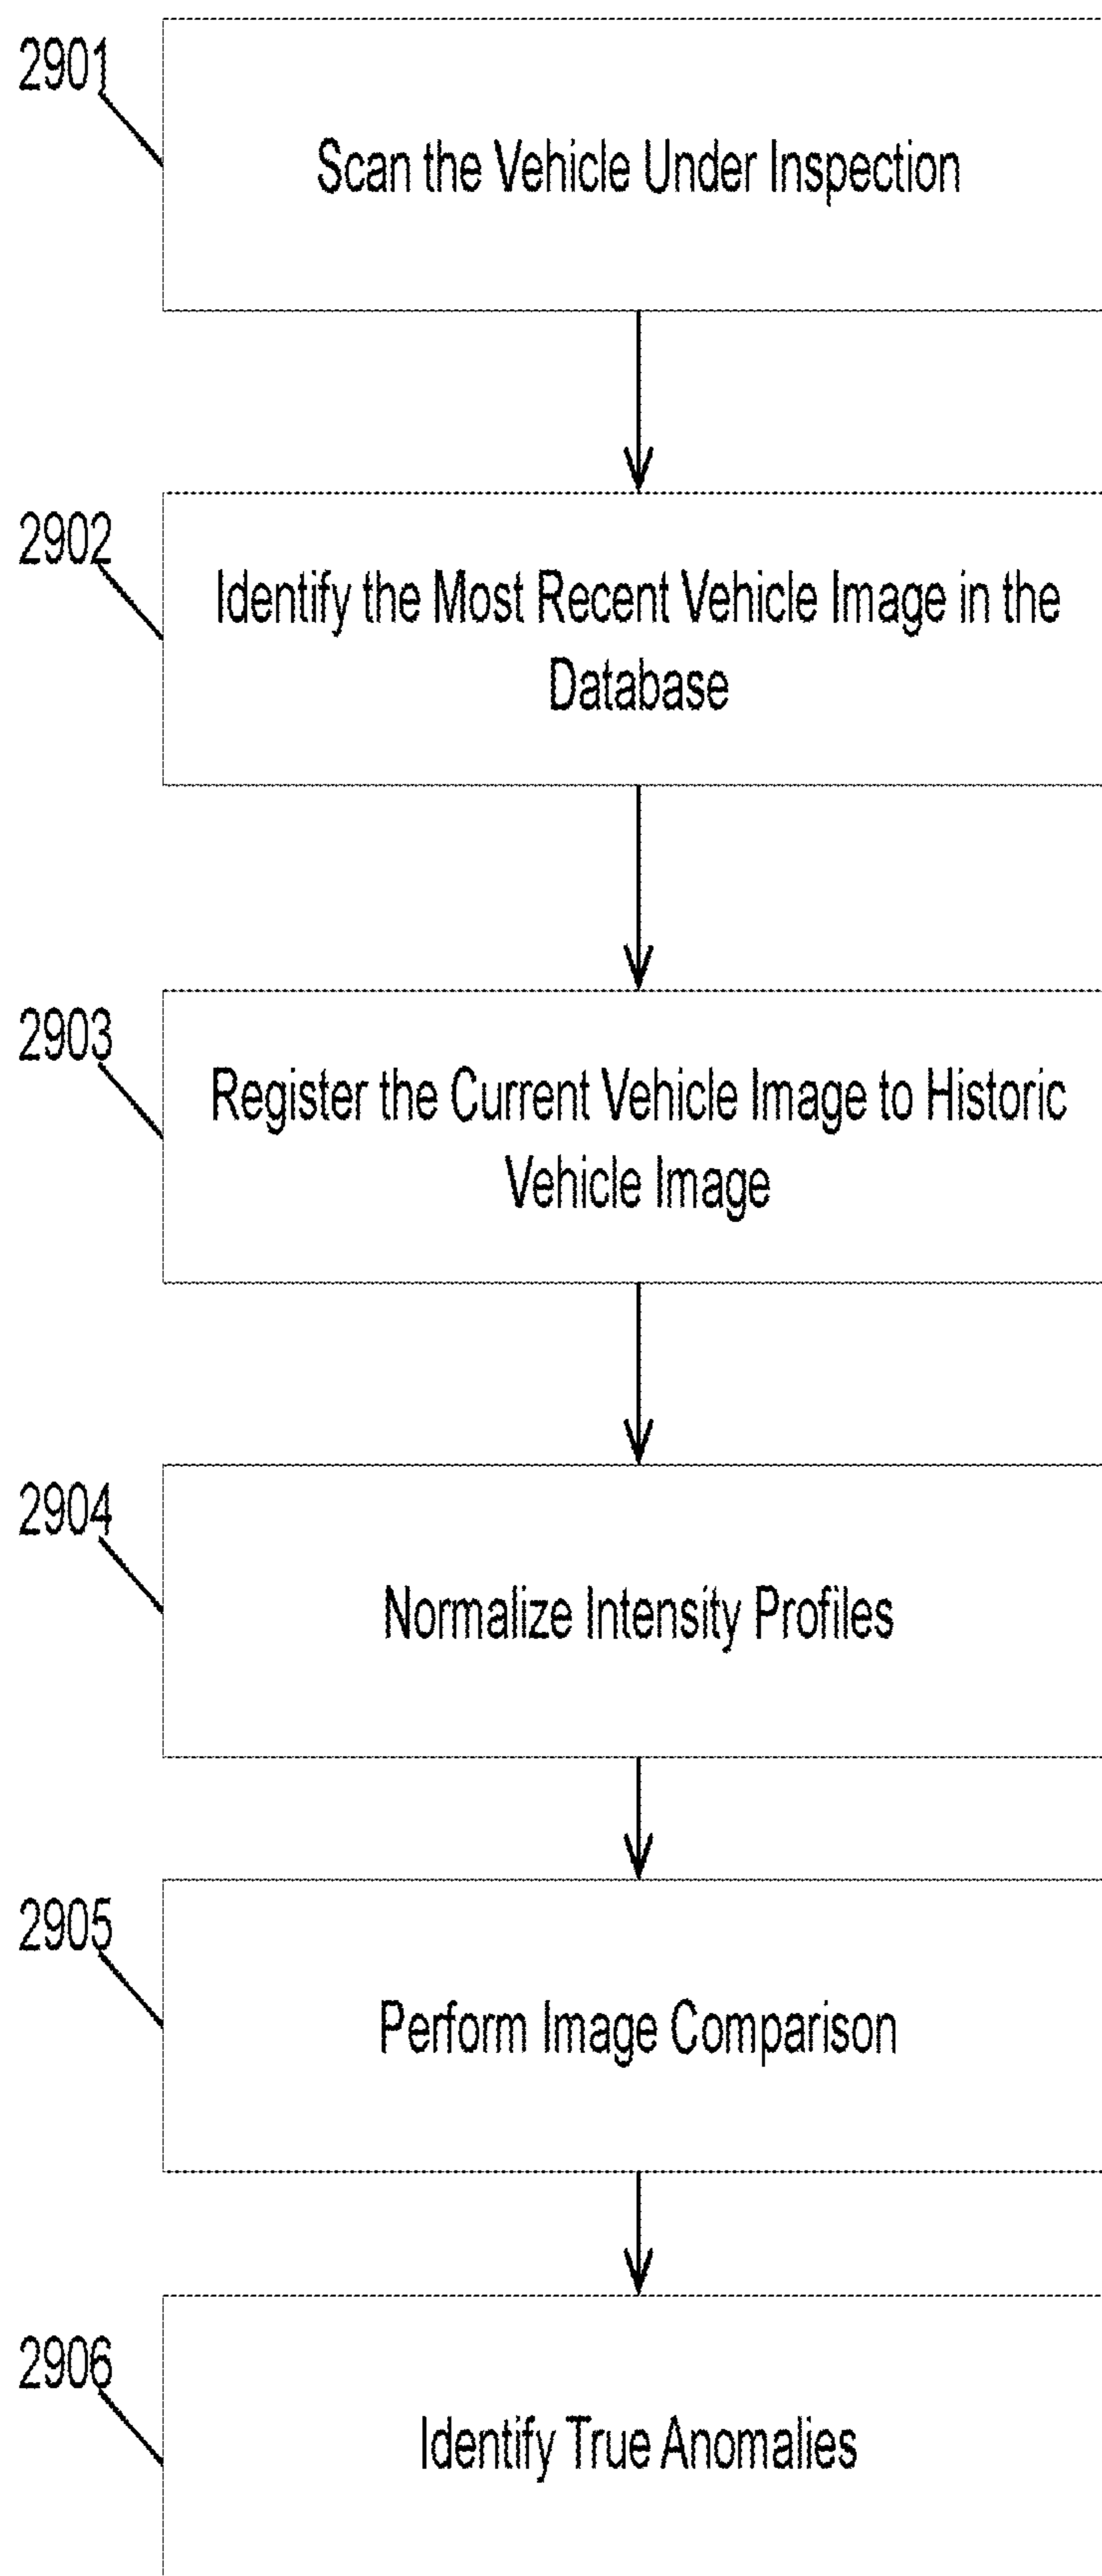 2901
Scan the Vehicle Under Inspection
2902
Identify the Most Recent Vehicle Image in the
Database
2903
Register the Current Vehicle Image to Historic
Vehicle Image
2904
Normalize Intensity Profiles
2905
Perform Image Comparison
2906
Identify True Anomalies